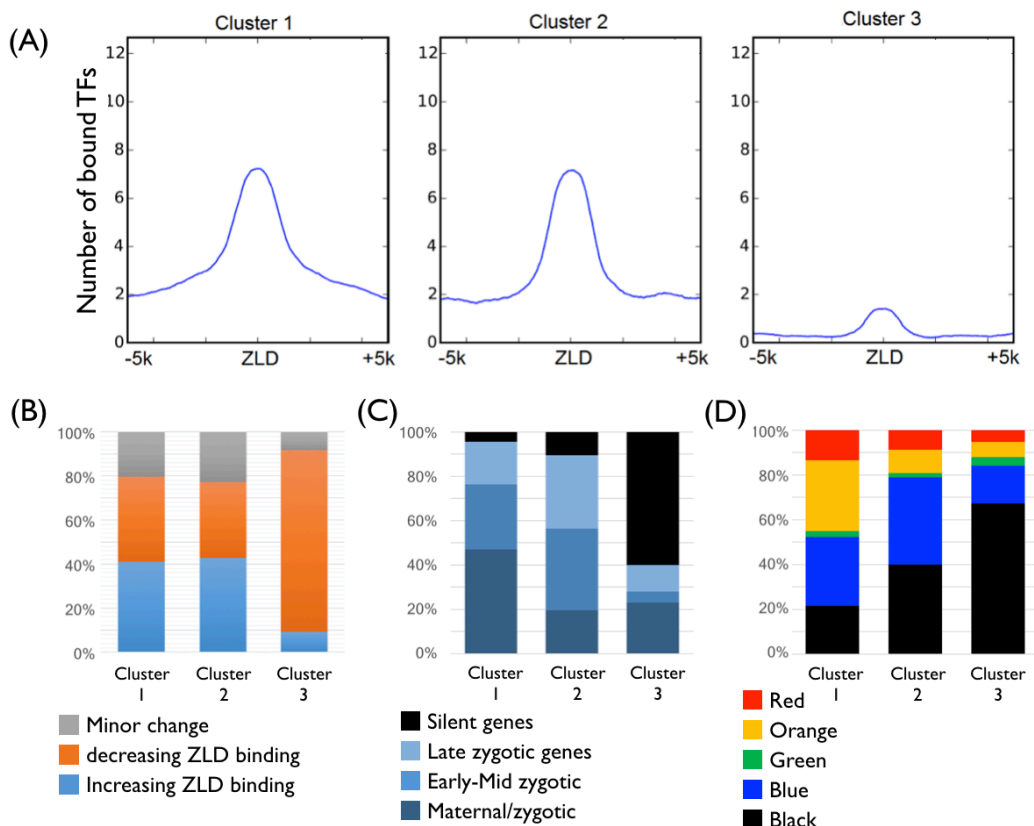 (A)
Cluster 1
Cluster 2
Cluster 3
Number of bound TFs
12
10
8
6
4
2
0
-5k
ZLD
+5k
12
10
8
6
4
2
0
-5k
ZLD
+5k
12
10
8
6
4
2
0
-5k
ZLD
+5k
(B)
100%
80%
60%
40%
20%
0%
Cluster
1
Cluster
2
Cluster
3
Minor change
decreasing ZLD binding
Increasing ZLD binding
(C)
100%
80%
60%
40%
20%
0%
Cluster
1
Cluster
2
Cluster
3
Silent genes
Late zygotic genes
Early-Mid zygotic
Maternal/zygotic
(D)
100%
80%
60%
40%
20%
0%
Cluster
1
Cluster
2
Cluster
3
Red
Orange
Green
Blue
Black